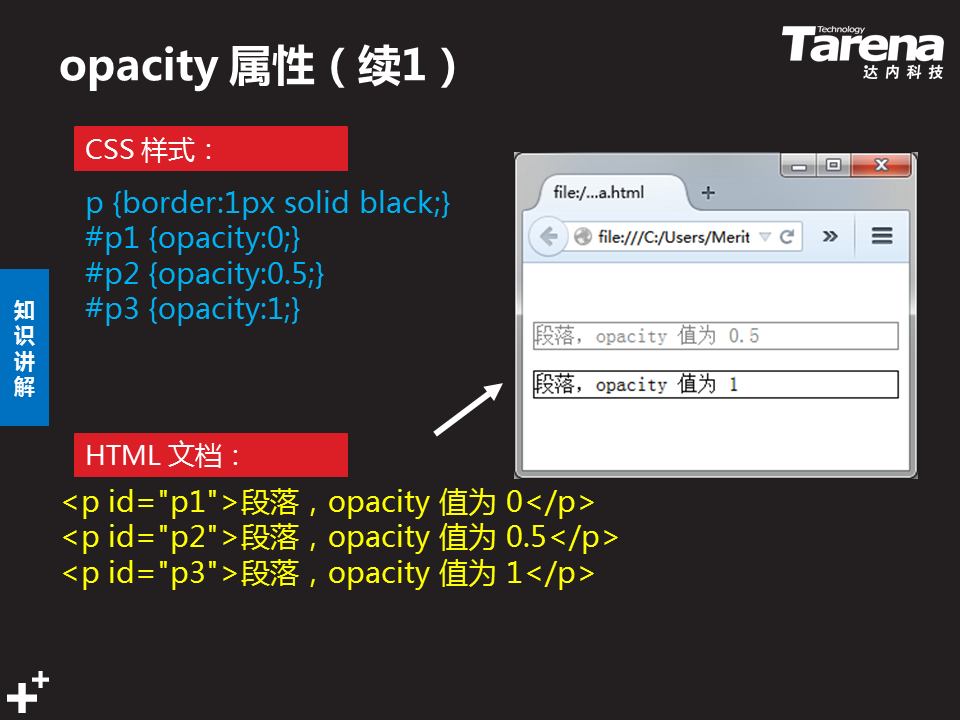 opacity 属性（续1）
Technology
Tarena
达内科技
CSS 样式：
p {border:1px solid black;}
#p1 {opacity:0;}
#p2 {opacity:0.5;}
#p3 {opacity:1;}
file:/...a.html
file:///C:/Users/Merit
段落，opacity 值为 0.5
段落，opacity 值为 1
知识讲解
HTML 文档：
<p id="p1">段落，opacity 值为 0</p>
<p id="p2">段落，opacity 值为 0.5</p>
<p id="p3">段落，opacity 值为 1</p>